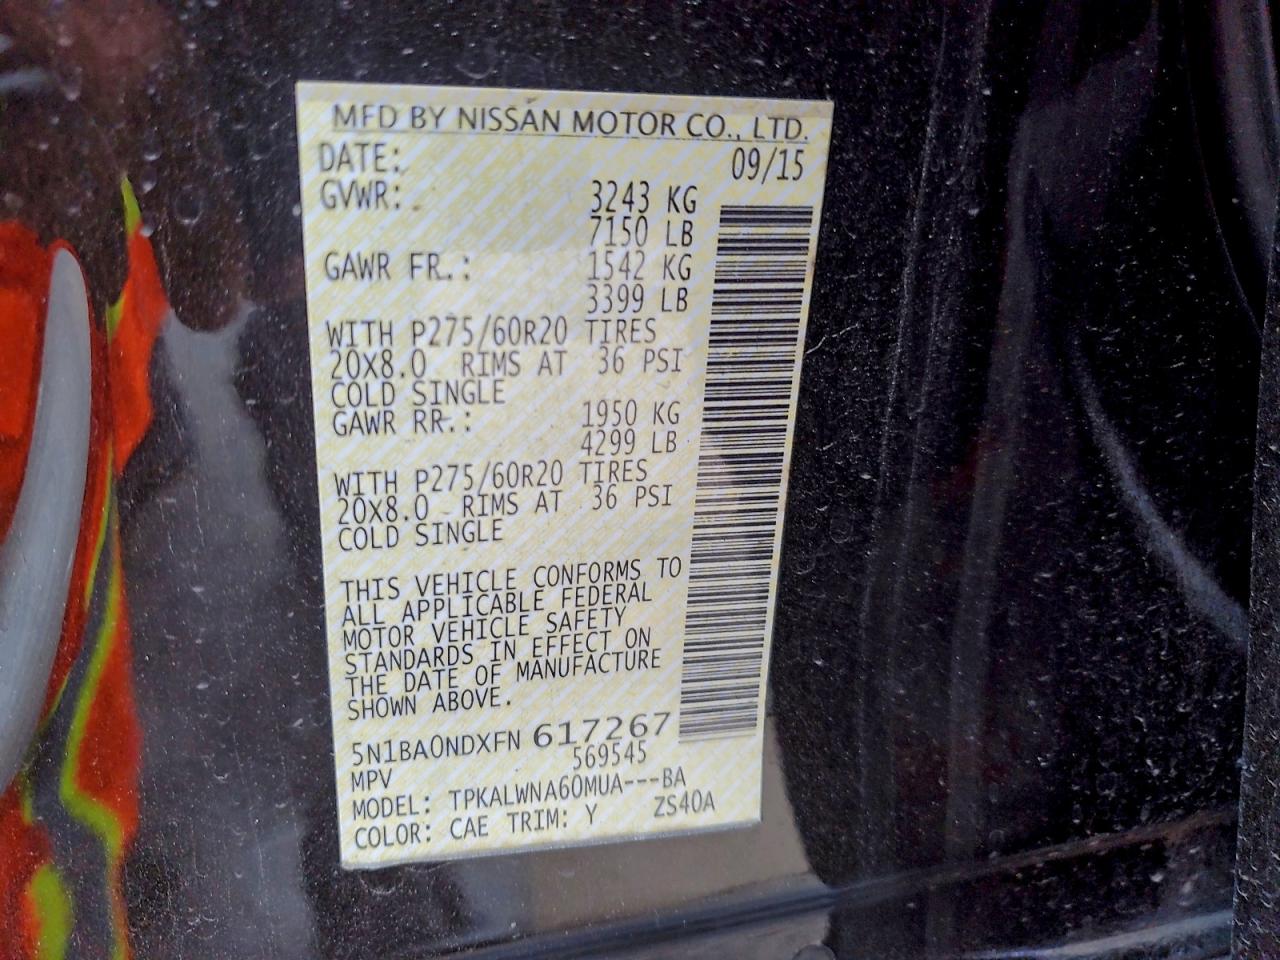 MFD BY NISSAN MOTOR CO., LTD.
DATE: 09/15
GVWR: 3243 KG
7150 LB
GAWR FR.: 1542 KG
3399 LB
WITH P275/60R20 TIRES
20X8.0 RIMS AT 36 PSI
COLD SINGLE
GAWR RR.: 1950 KG
4299 LB
WITH P275/60R20 TIRES
20X8.0 RIMS AT 36 PSI
COLD SINGLE
THIS VEHICLE CONFORMS TO
ALL APPLICABLE FEDERAL
MOTOR VEHICLE SAFETY
STANDARDS IN EFFECT ON
THE DATE OF MANUFACTURE
SHOWN ABOVE.
5N1BA0NDXFN 617267
MPV 569545
MODEL: TPKALWNA60MUA---BA
COLOR: CAE TRIM: Y ZS40A